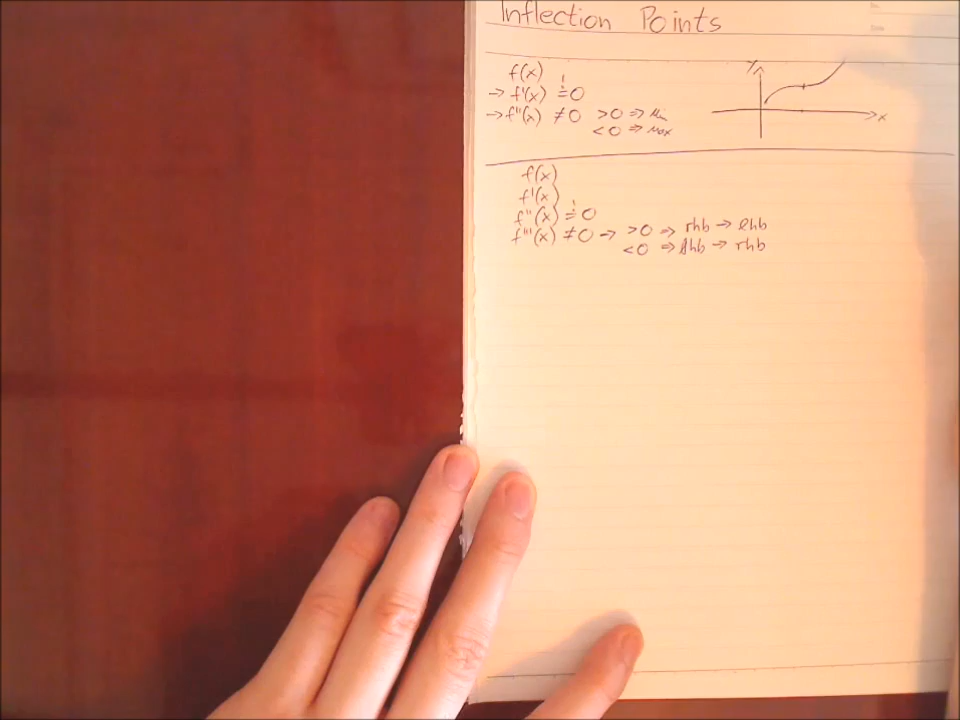 Inflection Points
f(x)
→ f'(x) != 0
→ f''(x) ≠ 0 >0 ⇒ Min
<0 ⇒ Max
y
x
f(x)
f'(x)
f''(x) != 0
f'''(x) ≠ 0 → >0 ⇒ rhb → lhb
<0 ⇒ lhb → rhb